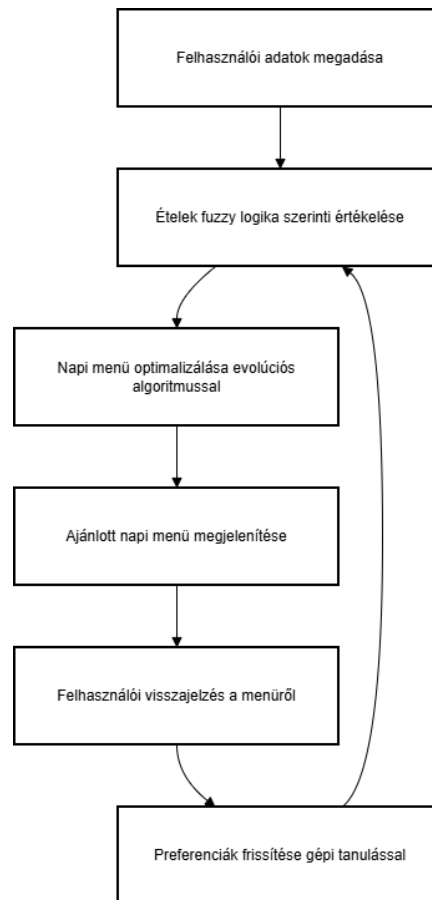 Felhasználói adatok megadása
Ételek fuzzy logika szerinti értékelése
Napi menü optimalizálása evolúciós
algoritmussal
Ajánlott napi menü megjelenítése
Felhasználói visszajelzés a menüről
Preferenciák frissítése gépi tanulással